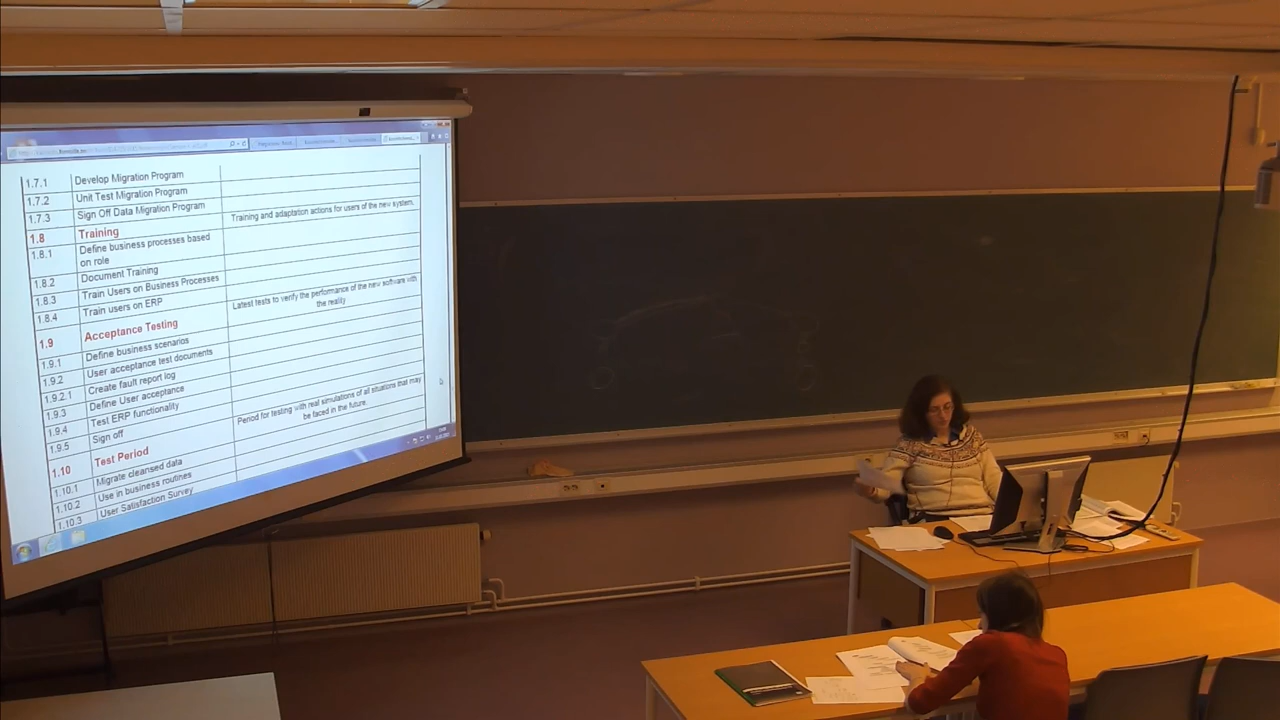 1.7.1 Develop Migration Program
1.7.2 Unit Test Migration Program
1.7.3 Sign Off Data Migration Program
1.8 Training Training and adaptation actions for users of the new system.
1.8.1 Define business processes based
on role
1.8.2 Document Training
1.8.3 Train Users on Business Processes
1.8.4 Train users on ERP
1.9 Acceptance Testing Latest tests to verify the performance of the new software with
the reality
1.9.1 Define business scenarios
1.9.2 User acceptance test documents
1.9.2.1 Create fault report log
1.9.3 Define User acceptance
1.9.4 Test ERP functionality
1.9.5 Sign off
1.10 Test Period Period for testing with real simulations of all situations that may
be faced in the future.
1.10.1 Migrate cleansed data
1.10.2 Use in business routines
1.10.3 User Satisfaction Survey